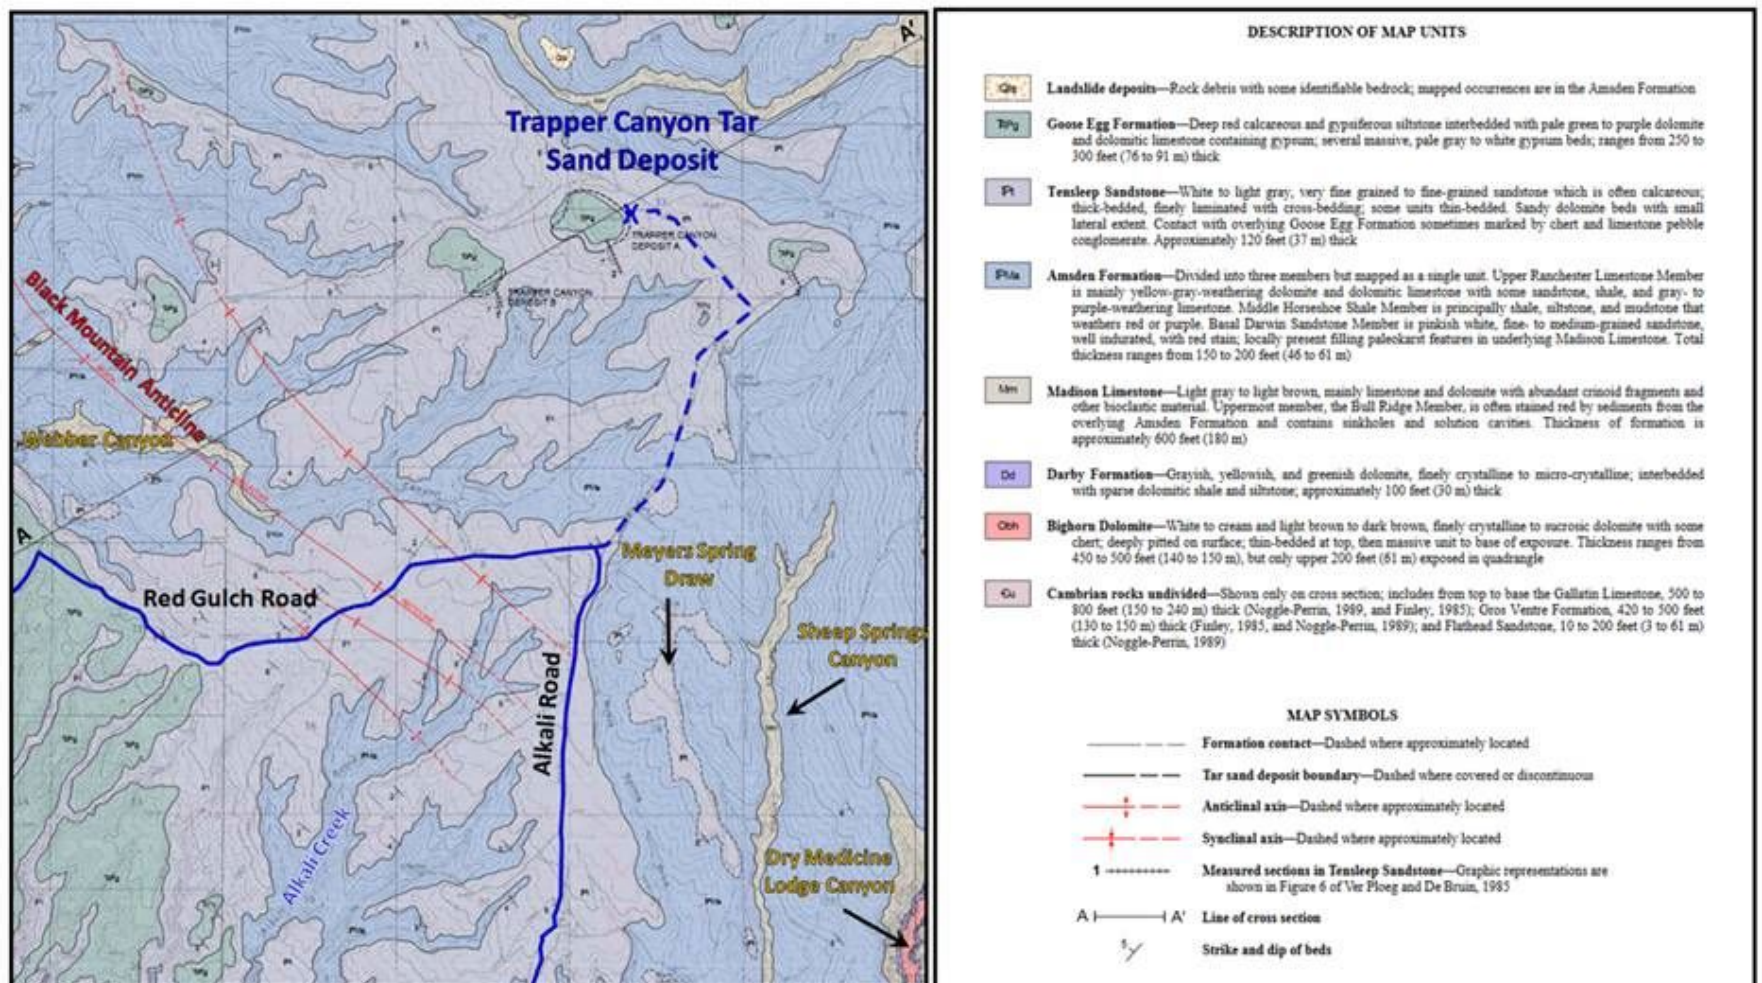 A'
Trapper Canyon Tar
Sand Deposit
TRAPPER CANYON
DEPOSIT A
TRAPPER CANYON
DEPOSIT B
Black Mountain Anticline
Webber Canyon
A
Red Gulch Road
Meyers Spring
Draw
Sheep Springs
Canyon
Alkali Road
Alkali Creek
Dry Medicine
Lodge Canyon
DESCRIPTION OF MAP UNITS
Qls Landslide deposits—Rock debris with some identifiable bedrock; mapped occurrences are in the Amsden Formation
Goose Egg Formation—Deep red calcareous and gypsiferous siltstone interbedded with pale green to purple dolomite
and dolomitic limestone containing gypsum; several massive, pale gray to white gypsum beds; ranges from 250 to
300 feet (76 to 91 m) thick
Tensleep Sandstone—White to light gray, very fine grained to fine-grained sandstone which is often calcareous;
thick-bedded, finely laminated with cross-bedding; some units thin-bedded. Sandy dolomite beds with small
lateral extent. Contact with overlying Goose Egg Formation sometimes marked by chert and limestone pebble
conglomerate. Approximately 120 feet (37 m) thick
Amsden Formation—Divided into three members but mapped as a single unit. Upper Ranchester Limestone Member
is mainly yellow-gray-weathering dolomite and dolomitic limestone with some sandstone, shale, and gray- to
purple-weathering limestone. Middle Horseshoe Shale Member is principally shale, siltstone, and mudstone that
weathers red or purple. Basal Darwin Sandstone Member is pinkish white, fine- to medium-grained sandstone,
well indurated, with red stain; locally present filling paleokarst features in underlying Madison Limestone. Total
thickness ranges from 150 to 200 feet (46 to 61 m)
Mm Madison Limestone—Light gray to light brown, mainly limestone and dolomite with abundant crinoid fragments and
other bioclastic material. Uppermost member, the Bull Ridge Member, is often stained red by sediments from the
overlying Amsden Formation and contains sinkholes and solution cavities. Thickness of formation is
approximately 600 feet (180 m)
Dd Darby Formation—Grayish, yellowish, and greenish dolomite, finely crystalline to micro-crystalline; interbedded
with sparse dolomitic shale and siltstone; approximately 100 feet (30 m) thick
Obh Bighorn Dolomite—White to cream and light brown to dark brown, finely crystalline to sucrosic dolomite with some
chert; deeply pitted on surface; thin-bedded at top, then massive unit to base of exposure. Thickness ranges from
450 to 500 feet (140 to 150 m), but only upper 200 feet (61 m) exposed in quadrangle
Єu Cambrian rocks undivided—Shown only on cross section; includes from top to base the Gallatin Limestone, 500 to
800 feet (150 to 240 m) thick (Noggle-Perrin, 1989, and Finley, 1985); Gros Ventre Formation, 420 to 500 feet
(130 to 150 m) thick (Finley, 1985, and Noggle-Perrin, 1989); and Flathead Sandstone, 10 to 200 feet (3 to 61 m)
thick (Noggle-Perrin, 1989)
MAP SYMBOLS
Formation contact—Dashed where approximately located
Tar sand deposit boundary—Dashed where covered or discontinuous
Anticlinal axis—Dashed where approximately located
Synclinal axis—Dashed where approximately located
1 Measured sections in Tensleep Sandstone—Graphic representations are
shown in Figure 6 of Ver Ploeg and De Bruin, 1985
A A' Line of cross section
5 Strike and dip of beds